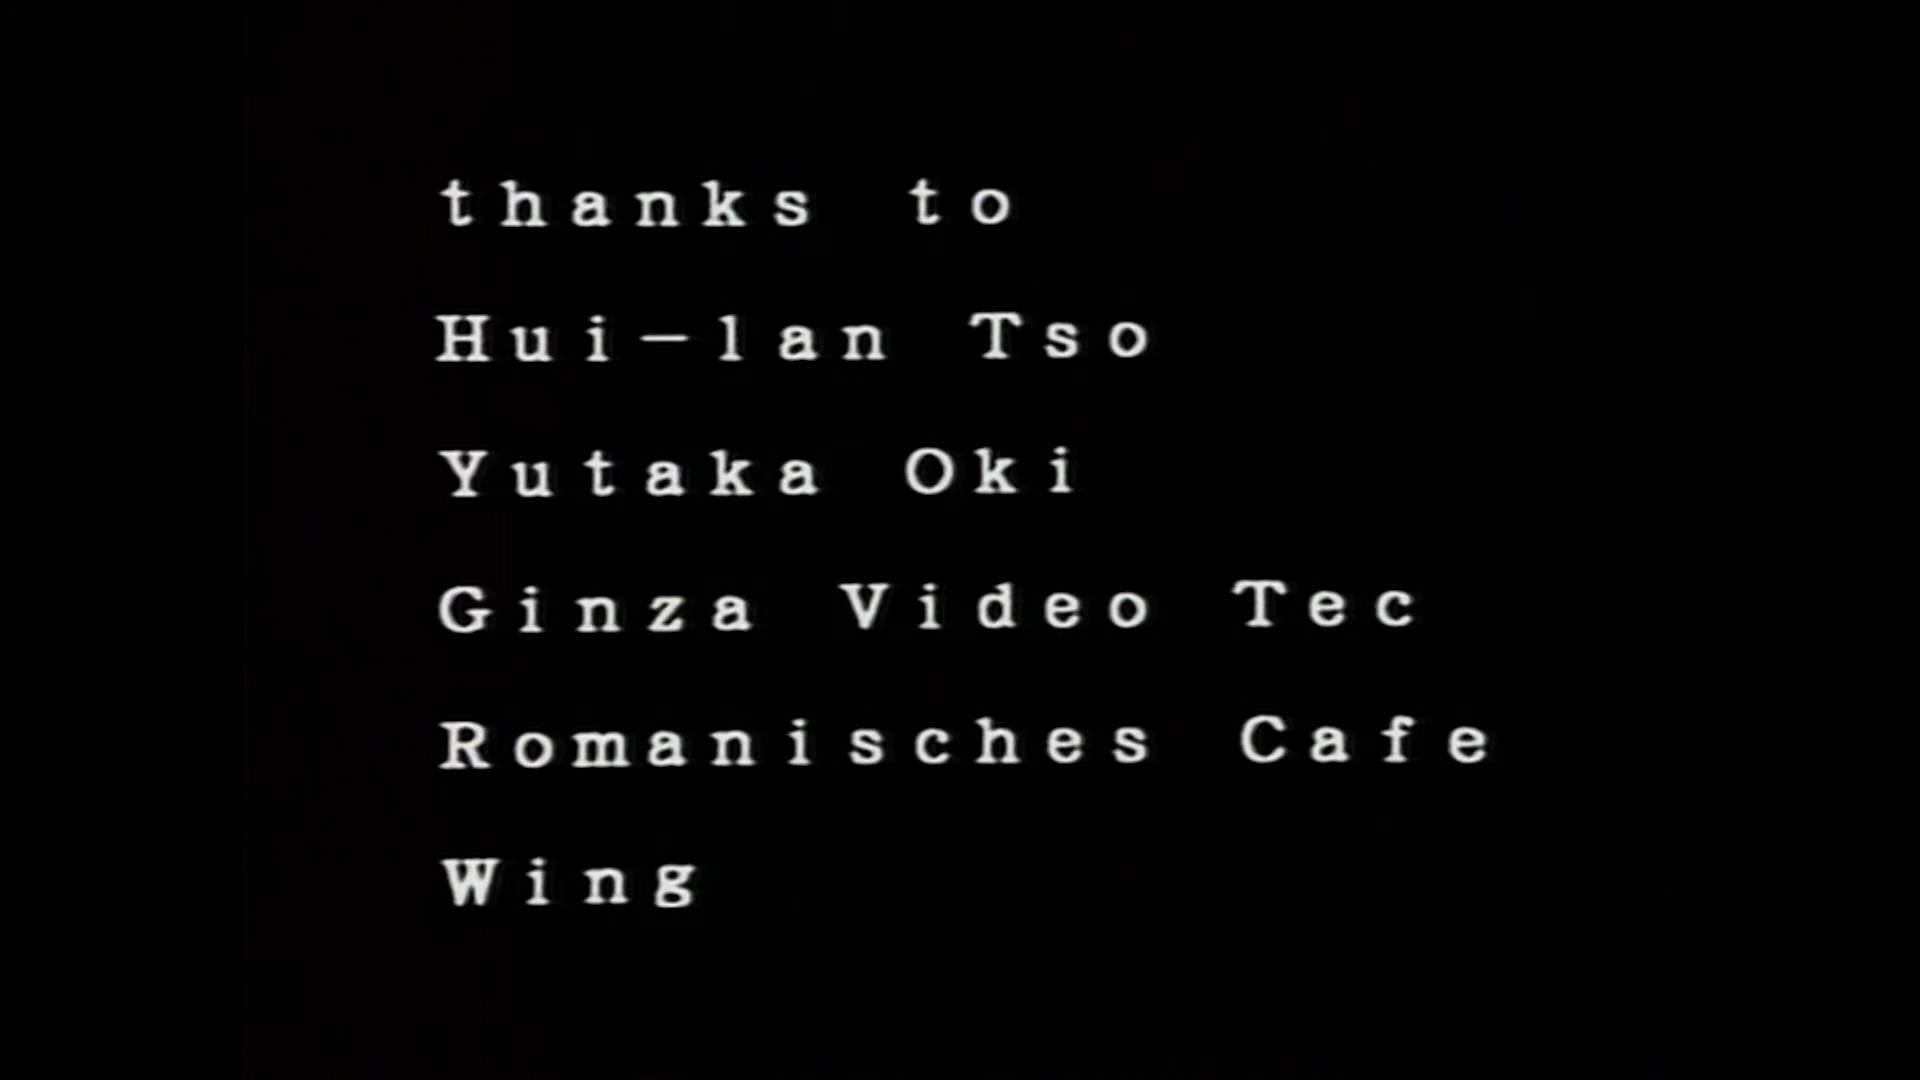 thanks to
Hui-lan Tso
Yutaka Oki
Ginza Video Tec
Romanisches Cafe
Wing